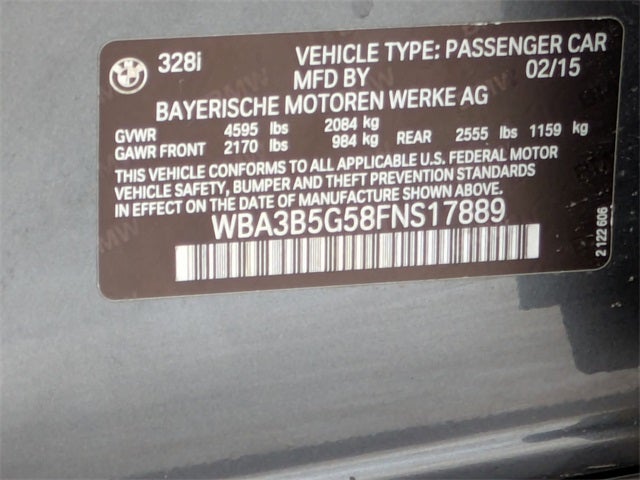 328i VEHICLE TYPE: PASSENGER CAR
MFD BY 02/15
BAYERISCHE MOTOREN WERKE AG
GVWR 4595 lbs 2084 kg
GAWR FRONT 2170 lbs 984 kg REAR 2555 lbs 1159 kg
THIS VEHICLE CONFORMS TO ALL APPLICABLE U.S. FEDERAL MOTOR
VEHICLE SAFETY, BUMPER AND THEFT PREVENTION STANDARDS
IN EFFECT ON THE DATE OF MANUFACTURE SHOWN ABOVE.
WBA3B5G58FNS17889
2 122 606